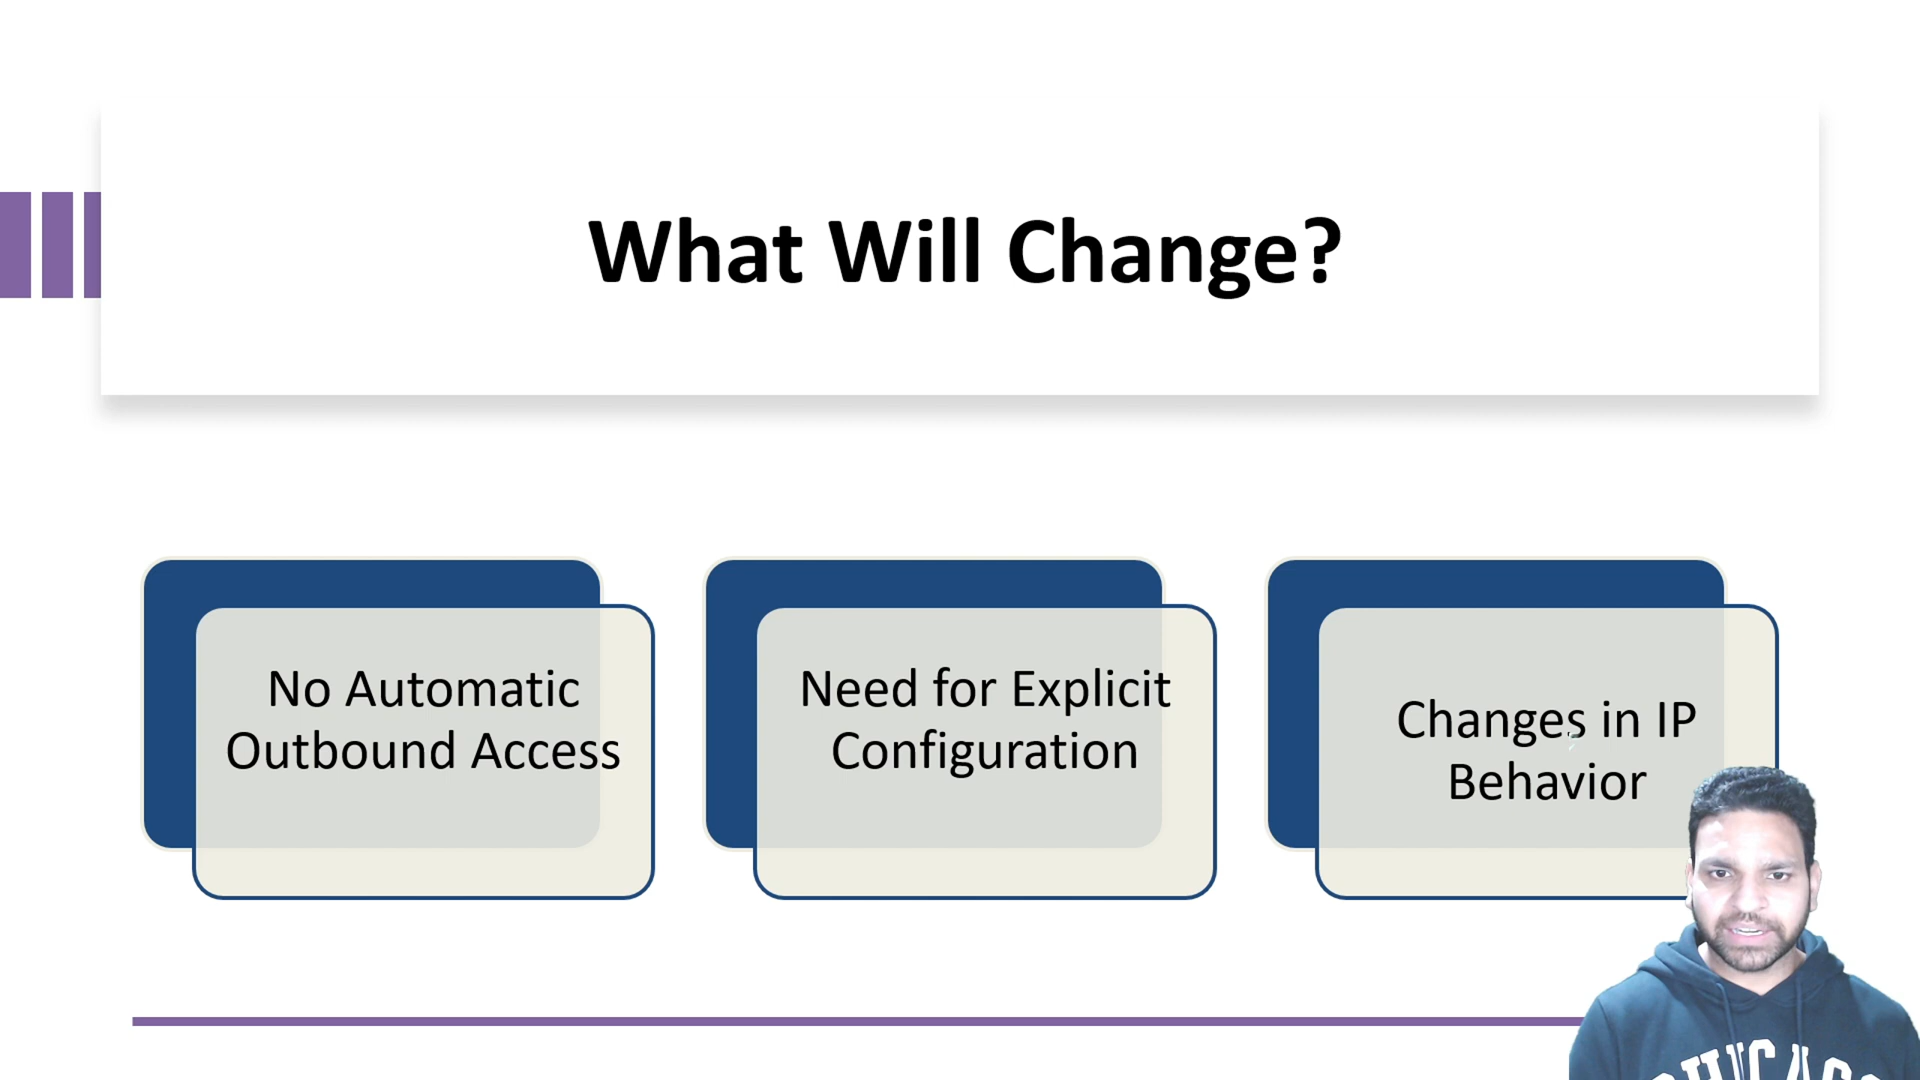 What Will Change?
No Automatic
Outbound Access
Need for Explicit
Configuration
Changes in IP
Behavior